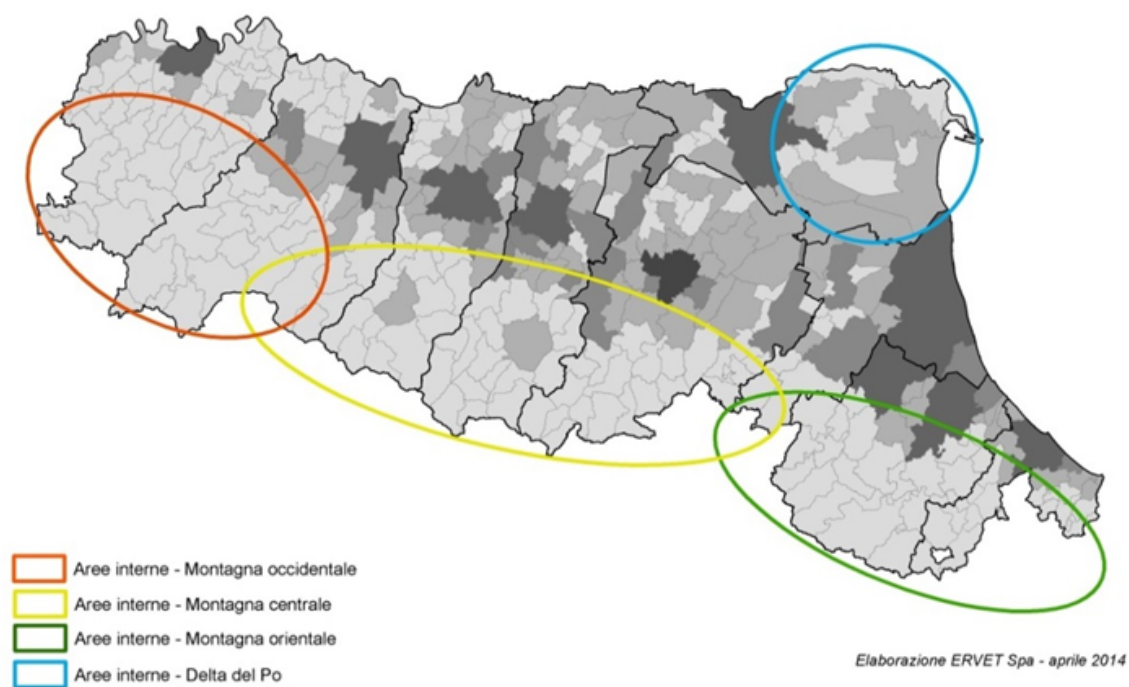 Aree interne - Montagna occidentale
Aree interne - Montagna centrale
Aree interne - Montagna orientale
Aree interne - Delta del Po
Elaborazione ERVET Spa - aprile 2014